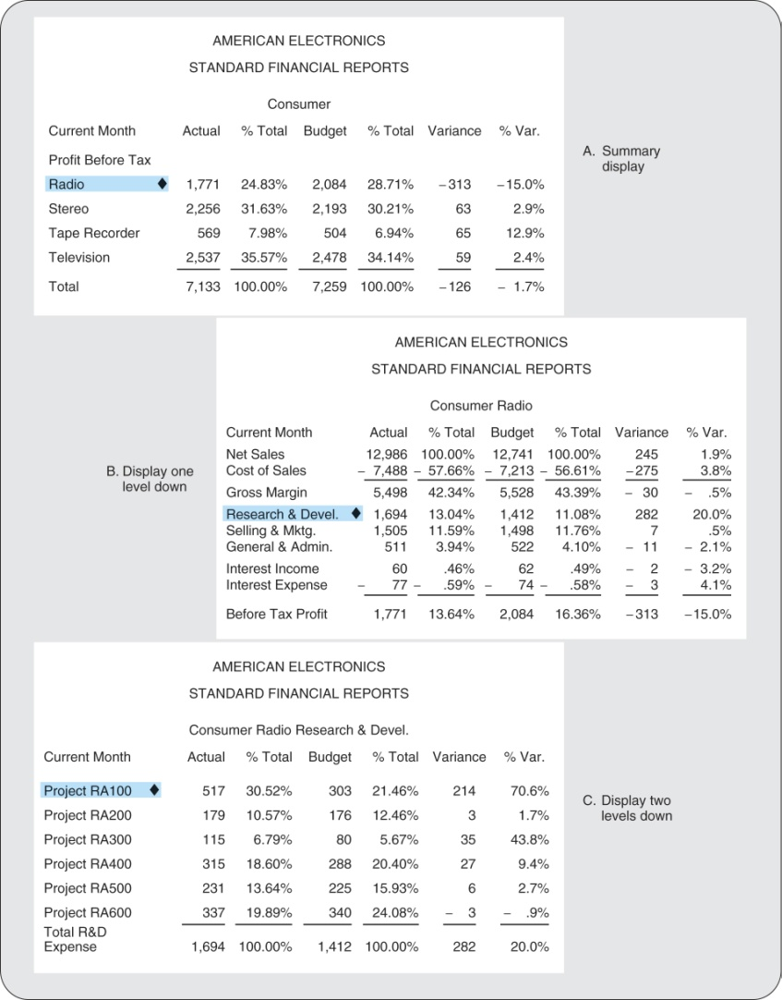 AMERICAN ELECTRONICS
STANDARD FINANCIAL REPORTS
Consumer
Current Month Actual % Total Budget % Total Variance % Var.
Profit Before Tax
Radio ♦ 1,771 24.83% 2,084 28.71% –313 –15.0%
Stereo 2,256 31.63% 2,193 30.21% 63 2.9%
Tape Recorder 569 7.98% 504 6.94% 65 12.9%
Television 2,537 35.57% 2,478 34.14% 59 2.4%
Total 7,133 100.00% 7,259 100.00% –126 – 1.7%
A. Summary
display
AMERICAN ELECTRONICS
STANDARD FINANCIAL REPORTS
Consumer Radio
Current Month Actual % Total Budget % Total Variance % Var.
Net Sales 12,986 100.00% 12,741 100.00% 245 1.9%
Cost of Sales – 7,488 – 57.66% – 7,213 – 56.61% –275 3.8%
Gross Margin 5,498 42.34% 5,528 43.39% – 30 – .5%
Research & Devel. ♦ 1,694 13.04% 1,412 11.08% 282 20.0%
Selling & Mktg. 1,505 11.59% 1,498 11.76% 7 .5%
General & Admin. 511 3.94% 522 4.10% – 11 – 2.1%
Interest Income 60 .46% 62 .49% – 2 – 3.2%
Interest Expense – 77 – .59% – 74 – .58% – 3 4.1%
Before Tax Profit 1,771 13.64% 2,084 16.36% –313 –15.0%
B. Display one
level down
AMERICAN ELECTRONICS
STANDARD FINANCIAL REPORTS
Consumer Radio Research & Devel.
Current Month Actual % Total Budget % Total Variance % Var.
Project RA100 ♦ 517 30.52% 303 21.46% 214 70.6%
Project RA200 179 10.57% 176 12.46% 3 1.7%
Project RA300 115 6.79% 80 5.67% 35 43.8%
Project RA400 315 18.60% 288 20.40% 27 9.4%
Project RA500 231 13.64% 225 15.93% 6 2.7%
Project RA600 337 19.89% 340 24.08% – 3 – .9%
Total R&D
Expense 1,694 100.00% 1,412 100.00% 282 20.0%
C. Display two
levels down